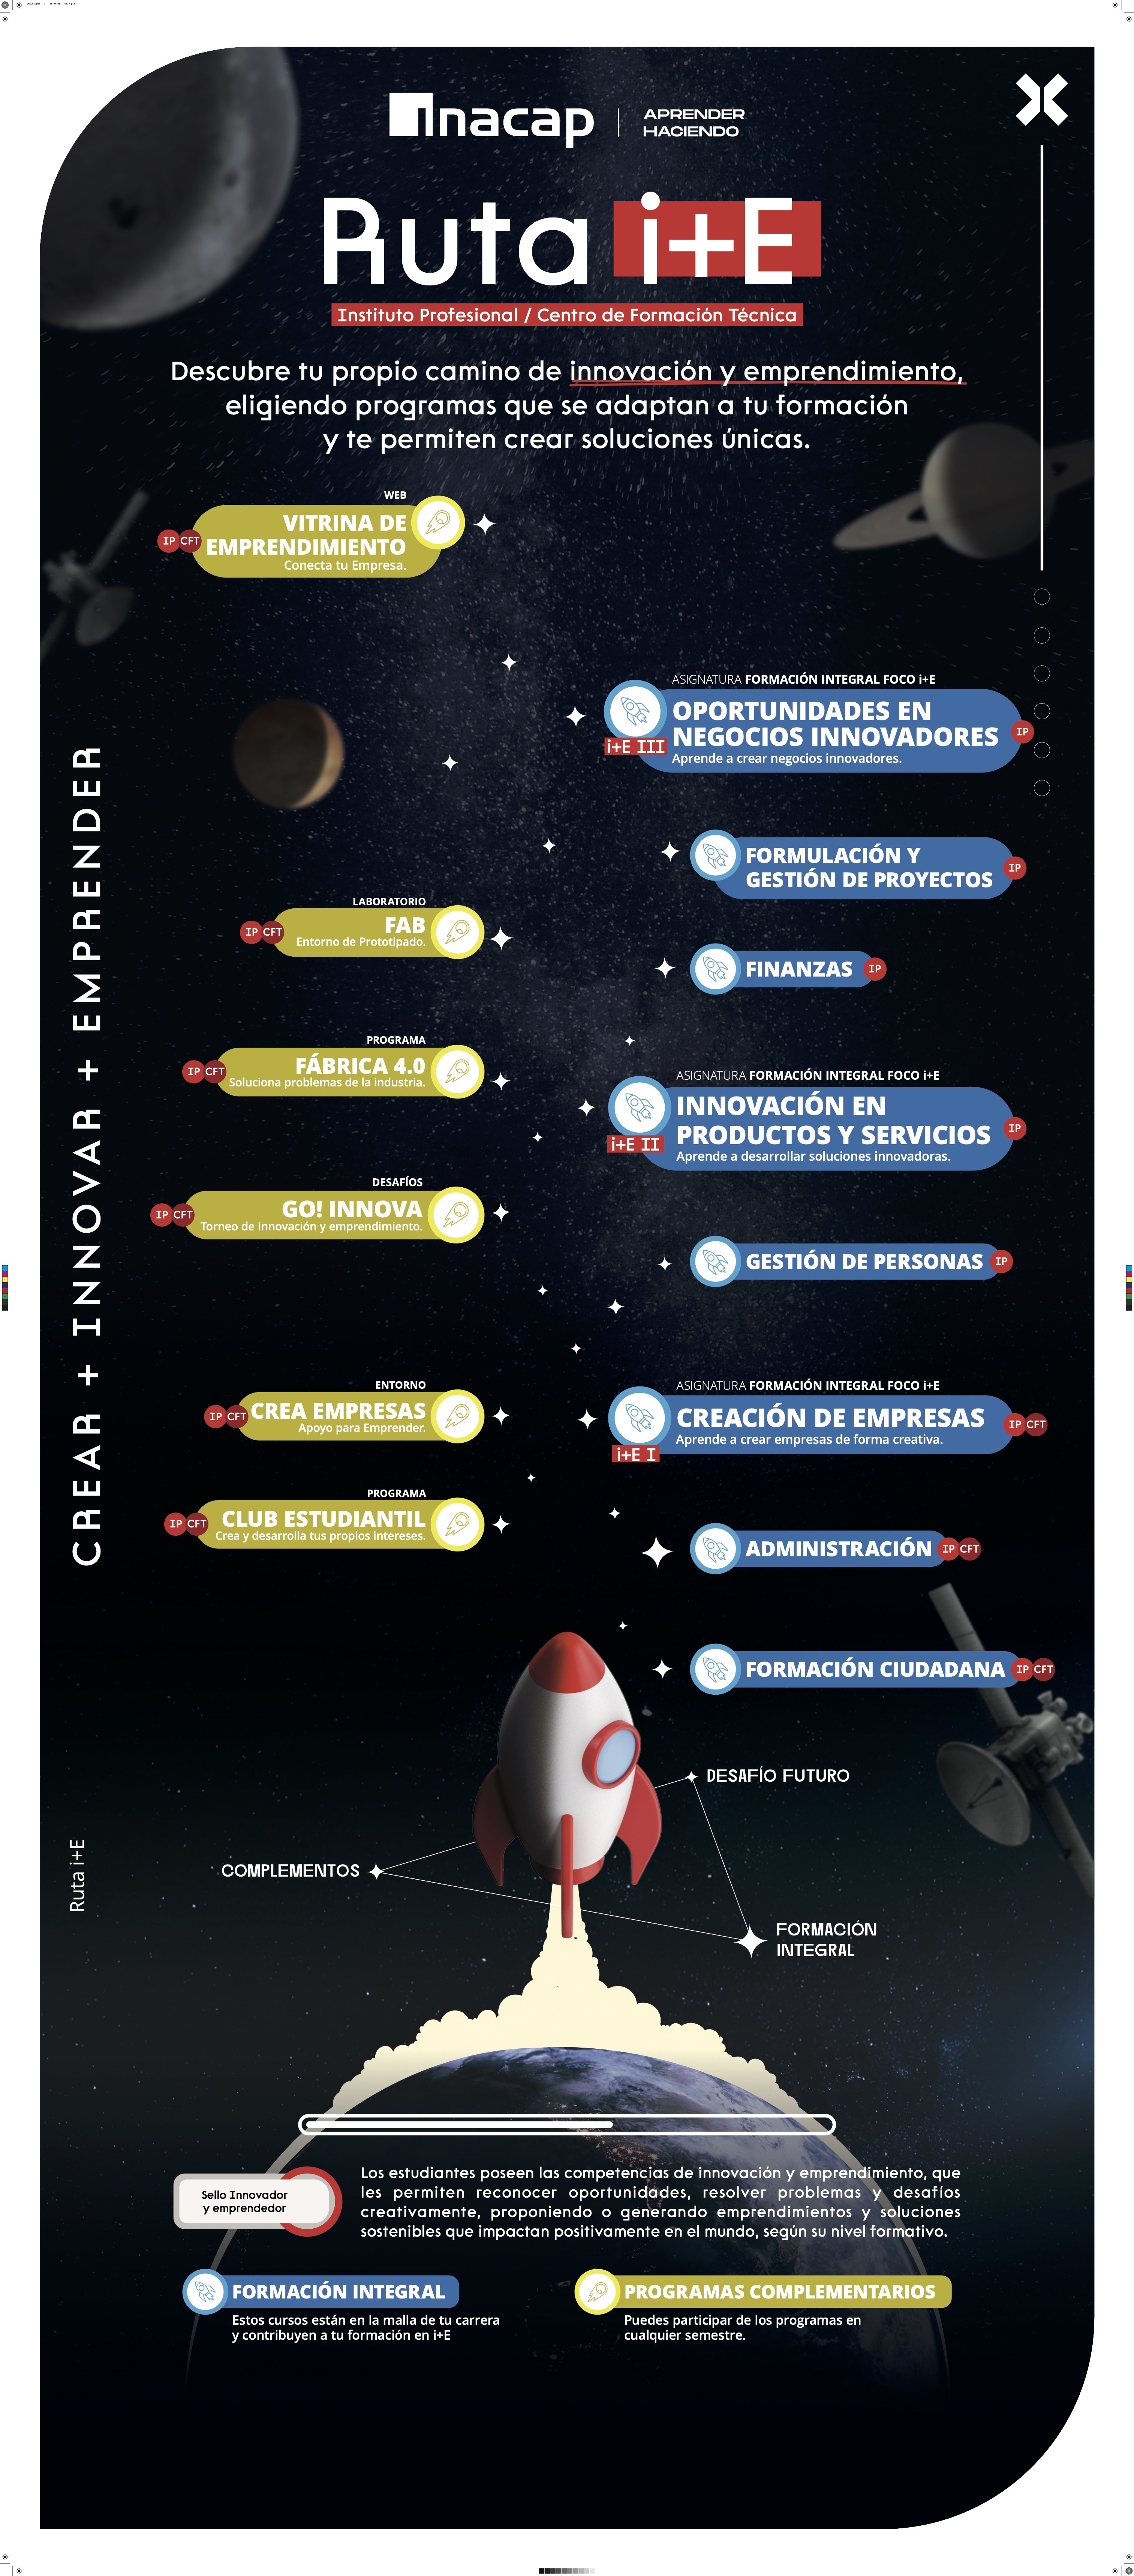 inacap
APRENDER
HACIENDO
Ruta i+E
Instituto Profesional / Centro de Formación Técnica
Descubre tu propio camino de innovación y emprendimiento,
eligiendo programas que se adaptan a tu formación
y te permiten crear soluciones únicas.
WEB
VITRINA DE
EMPRENDIMIENTO
Conecta tu Empresa.
IP CFT
ASIGNATURA FORMACIÓN INTEGRAL FOCO i+E
OPORTUNIDADES EN
NEGOCIOS INNOVADORES
Aprende a crear negocios innovadores.
i+E III
IP
FORMULACIÓN Y
GESTIÓN DE PROYECTOS
IP
LABORATORIO
FAB
Entorno de Prototipado.
IP CFT
FINANZAS
IP
PROGRAMA
FÁBRICA 4.0
Soluciona problemas de la industria.
IP CFT
ASIGNATURA FORMACIÓN INTEGRAL FOCO i+E
INNOVACIÓN EN
PRODUCTOS Y SERVICIOS
Aprende a desarrollar soluciones innovadoras.
i+E II
IP
DESAFÍOS
GO! INNOVA
Torneo de Innovación y emprendimiento.
IP CFT
GESTIÓN DE PERSONAS
IP
ENTORNO
CREA EMPRESAS
Apoyo para Emprender.
IP CFT
ASIGNATURA FORMACIÓN INTEGRAL FOCO i+E
CREACIÓN DE EMPRESAS
Aprende a crear empresas de forma creativa.
i+E I
IP CFT
PROGRAMA
CLUB ESTUDIANTIL
Crea y desarrolla tus propios intereses.
IP CFT
ADMINISTRACIÓN
IP CFT
FORMACIÓN CIUDADANA
IP CFT
CREAR + INNOVAR + EMPRENDER
DESAFÍO FUTURO
COMPLEMENTOS
FORMACIÓN
INTEGRAL
Ruta i+E
Sello Innovador
y emprendedor
Los estudiantes poseen las competencias de innovación y emprendimiento, que
les permiten reconocer oportunidades, resolver problemas y desafíos
creativamente, proponiendo o generando emprendimientos y soluciones
sostenibles que impactan positivamente en el mundo, según su nivel formativo.
FORMACIÓN INTEGRAL
Estos cursos están en la malla de tu carrera
y contribuyen a tu formación en i+E
PROGRAMAS COMPLEMENTARIOS
Puedes participar de los programas en
cualquier semestre.